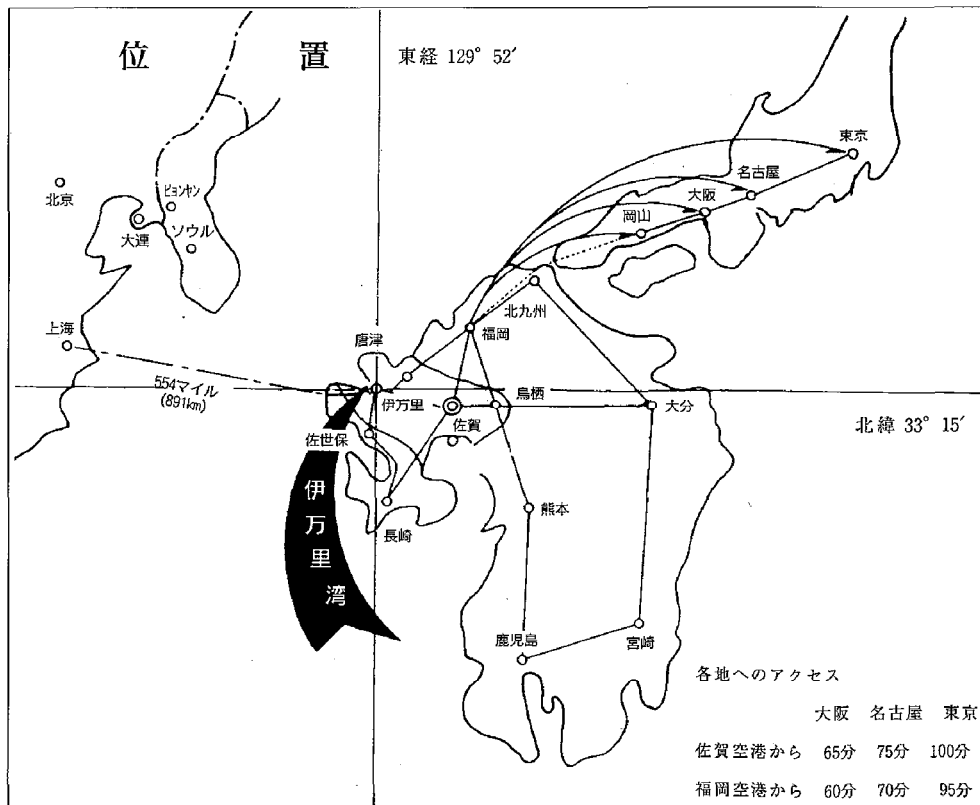 位置
東経 129° 52′
東京
名古屋
大阪
岡山
北京
ピョンヤン
大連
ソウル
北九州
上海
福岡
唐津
554マイル
(891km)
伊万里
鳥栖
大分
佐賀
北緯 33° 15′
佐世保
伊万里湾
熊本
長崎
鹿児島
宮崎
各地へのアクセス
大阪 名古屋 東京
佐賀空港から 65分 75分 100分
福岡空港から 60分 70分 95分